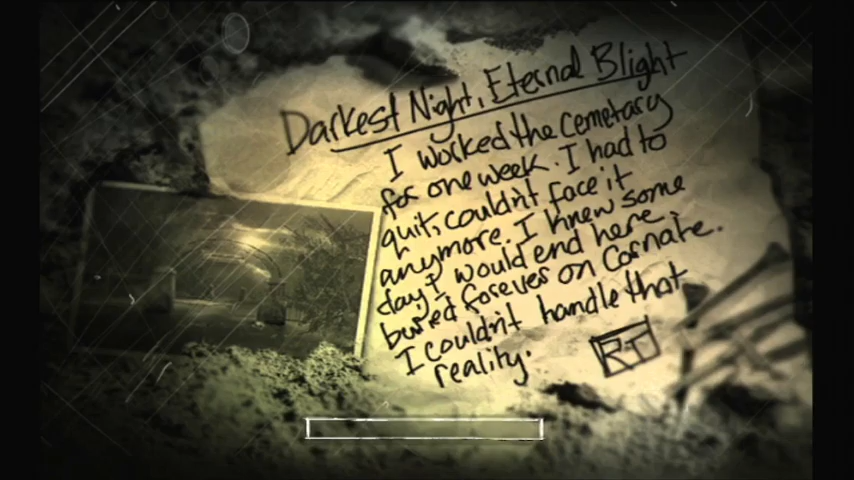 Darkest Night, Eternal Blight
I worked the cemetary
for one week. I had to
quit, couldn't face it
anymore. I knew some
day I would end here,
buried forever on Carnate.
I couldn't handle that
reality.
RT